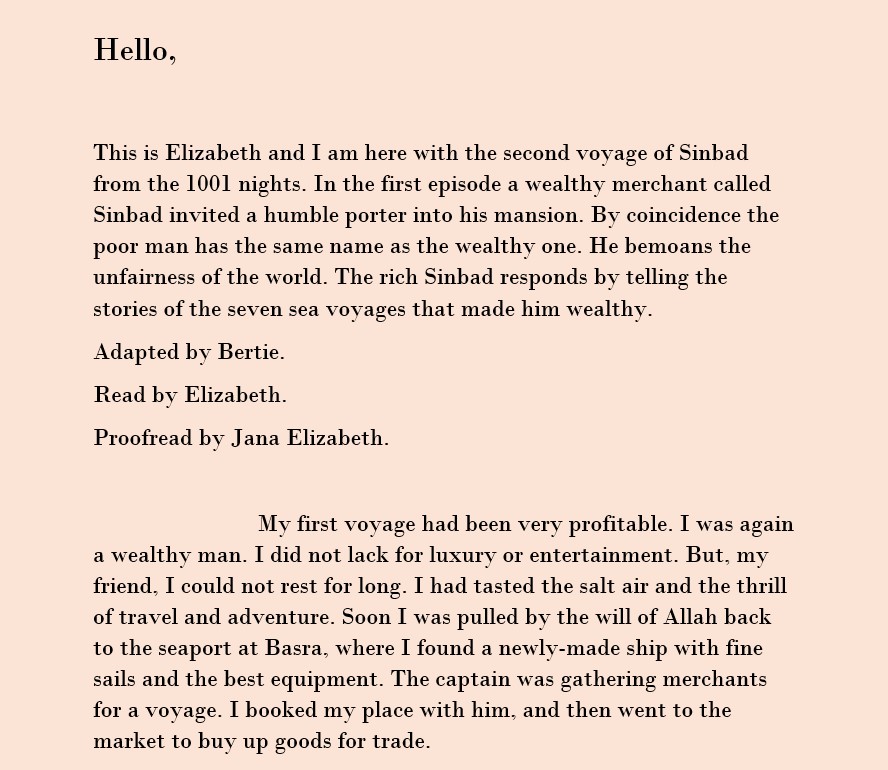 Hello,
This is Elizabeth and I am here with the second voyage of Sinbad
from the 1001 nights. In the first episode a wealthy merchant called
Sinbad invited a humble porter into his mansion. By coincidence the
poor man has the same name as the wealthy one. He bemoans the
unfairness of the world. The rich Sinbad responds by telling the
stories of the seven sea voyages that made him wealthy.
Adapted by Bertie.
Read by Elizabeth.
Proofread by Jana Elizabeth.
My first voyage had been very profitable. I was again
a wealthy man. I did not lack for luxury or entertainment. But, my
friend, I could not rest for long. I had tasted the salt air and the thrill
of travel and adventure. Soon I was pulled by the will of Allah back
to the seaport at Basra, where I found a newly-made ship with fine
sails and the best equipment. The captain was gathering merchants
for a voyage. I booked my place with him, and then went to the
market to buy up goods for trade.